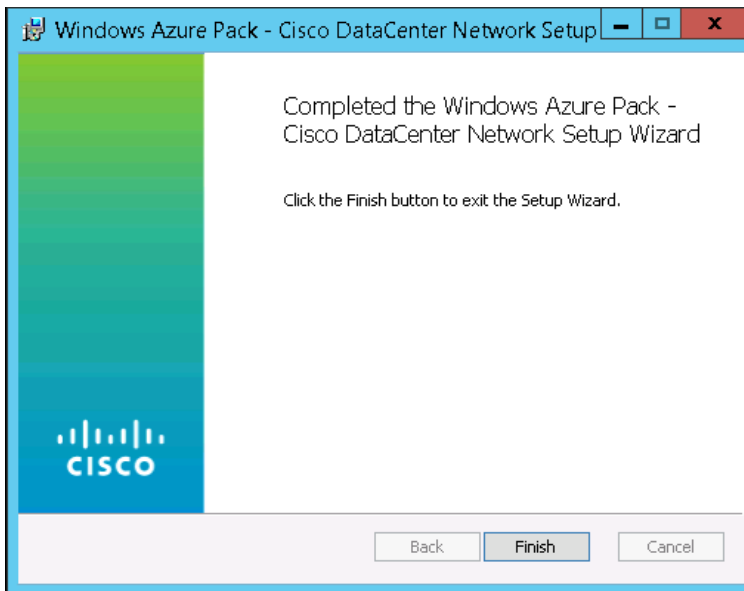 Windows Azure Pack - Cisco DataCenter Network Setup
Completed the Windows Azure Pack -
Cisco DataCenter Network Setup Wizard
Click the Finish button to exit the Setup Wizard.
CISCO
Back
Finish
Cancel